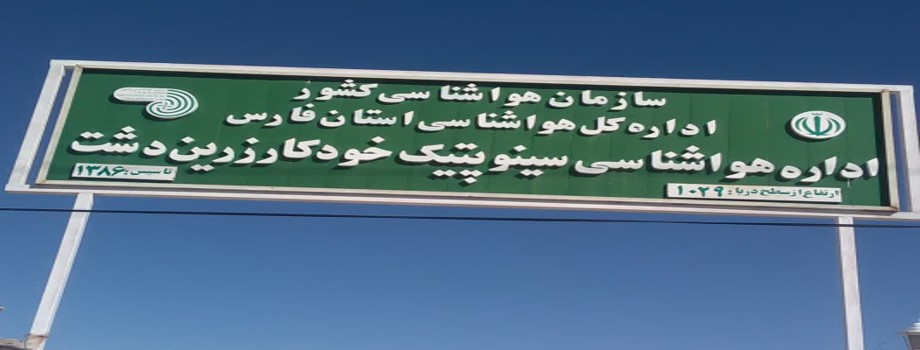 سازمان هواشناسی کشور
اداره کل هواشناسی استان فارس
اداره هواشناسی سینوپتیک خودکار زرین دشت
ارتفاع از سطح دریا: ۱۰۲۹
تاسیس: ۱۳۸۶